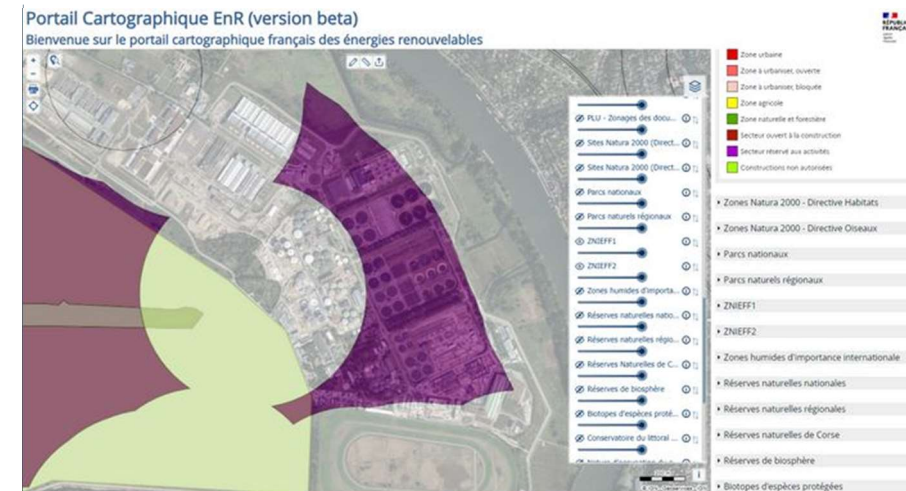 Portail Cartographique EnR (version beta)
Bienvenue sur le portail cartographique français des énergies renouvelables
RÉPUBLI
FRANÇA
PLU - Zonages des docu...
Sites Natura 2000 (Direct...
Sites Natura 2000 (Direct...
Parcs nationaux
Parcs naturels régionaux
ZNIEFF1
ZNIEFF2
Zones humides d'importa...
Réserves naturelles natio...
Réserves naturelles régio...
Réserves Naturelles de C...
Réserves de biosphère
Biotopes d'espèces proté...
Conservatoire du littoral ...
Zone urbaine
Zone à urbaniser, ouverte
Zone à urbaniser, bloquée
Zone agricole
Zone naturelle et forestière
Secteur ouvert à la construction
Secteur réservé aux activités
Constructions non autorisées
Zones Natura 2000 - Directive Habitats
Zones Natura 2000 - Directive Oiseaux
Parcs nationaux
Parcs naturels régionaux
ZNIEFF1
ZNIEFF2
Zones humides d'importance internationale
Réserves naturelles nationales
Réserves naturelles régionales
Réserves naturelles de Corse
Réserves de biosphère
Biotopes d'espèces protégées